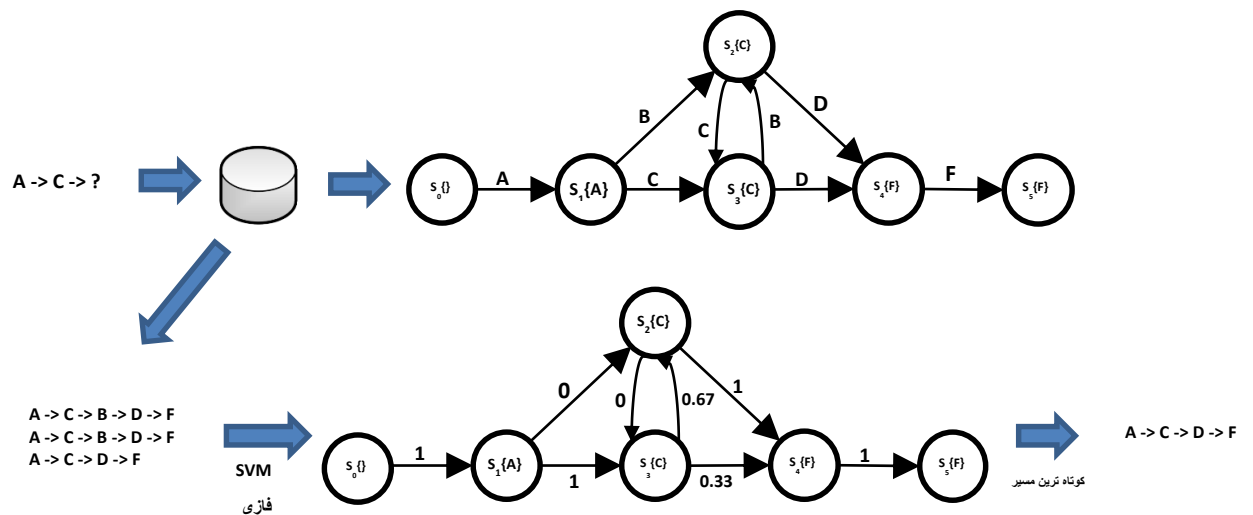 A -> C -> ?
S0{}
A
S1{A}
B
C
S2{C}
C
B
D
S3{C}
D
S4{F}
F
S5{F}
A -> C -> B -> D -> F
A -> C -> B -> D -> F
A -> C -> D -> F
SVM
فازی
S0{}
1
S1{A}
0
1
S2{C}
0
0.67
1
S3{C}
0.33
S4{F}
1
S5{F}
کوتاه ترین مسیر
A -> C -> D -> F